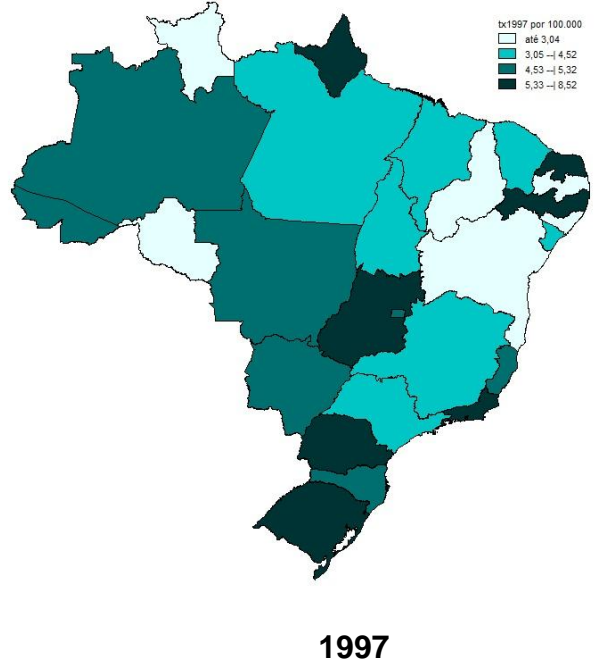 tx1997 por 100.000
até 3,04
3,05 --| 4,52
4,53 --| 5,32
5,33 --| 8,52
1997